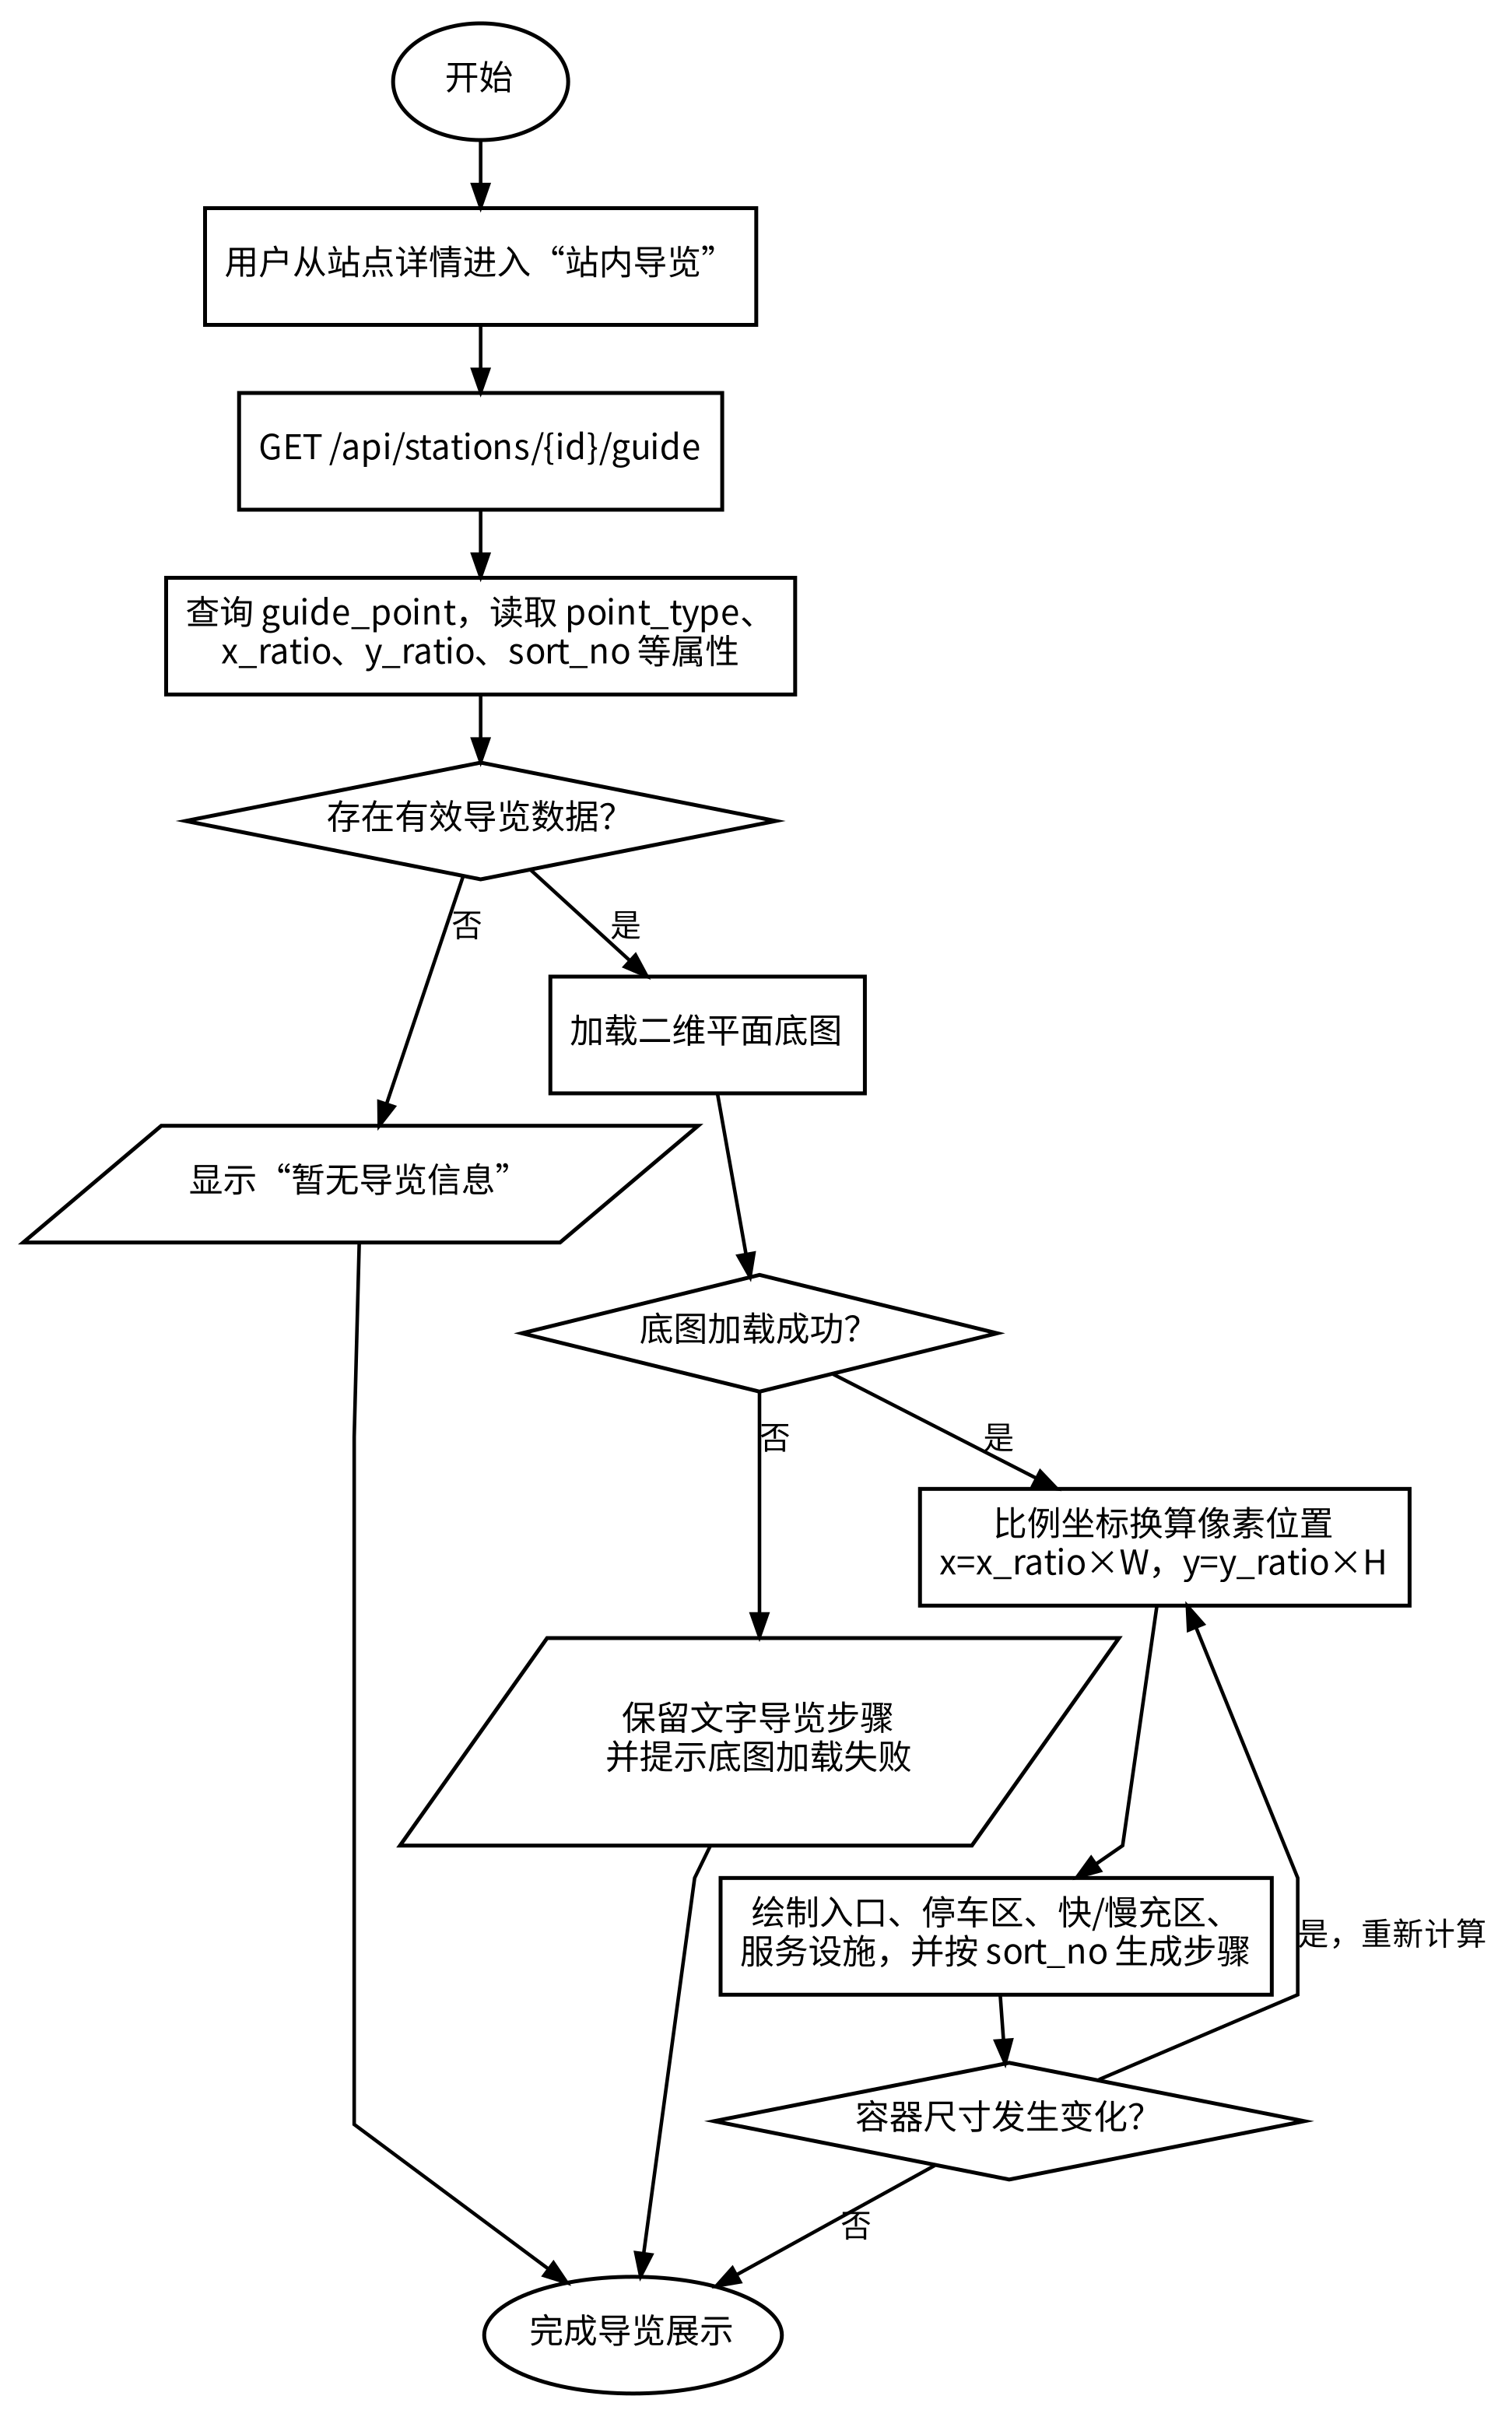 开始
用户从站点详情进入“站内导览”
GET /api/stations/{id}/guide
查询 guide_point，读取 point_type、
x_ratio、y_ratio、sort_no 等属性
存在有效导览数据？
否
是
加载二维平面底图
显示“暂无导览信息”
底图加载成功？
否
是
比例坐标换算像素位置
x=x_ratio×W，y=y_ratio×H
保留文字导览步骤
并提示底图加载失败
绘制入口、停车区、快/慢充区、
服务设施，并按 sort_no 生成步骤
是，重新计算
容器尺寸发生变化？
否
完成导览展示